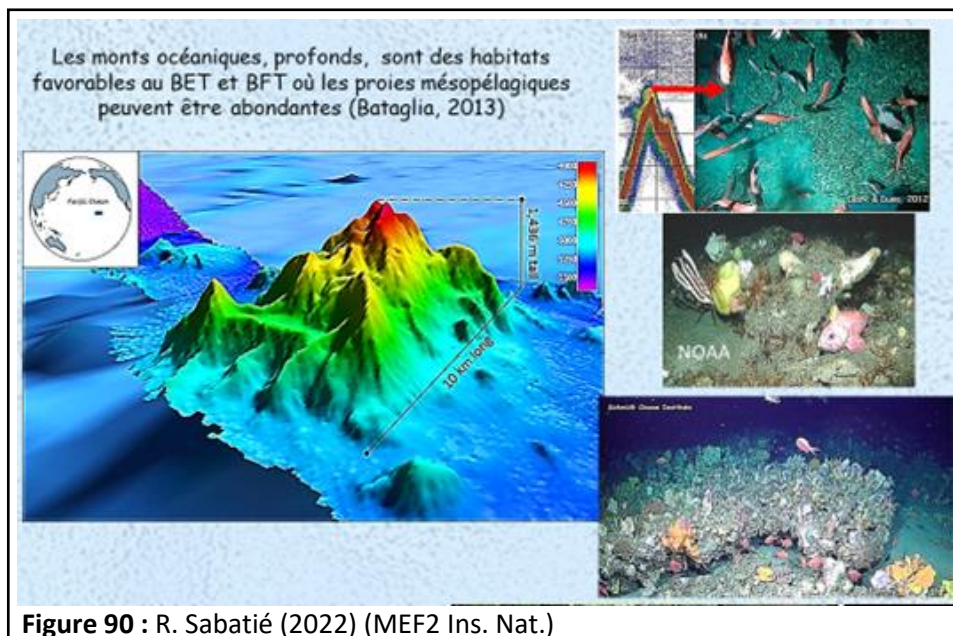 Les monts océaniques, profonds, sont des habitats
favorables au BET et BFT où les proies mésopélagiques
peuvent être abondantes (Bataglia, 2013)
Pacific Ocean
1,436 m tall
10 km long
2012
NOAA
Figure 90 : R. Sabatié (2022) (MEF2 Ins. Nat.)